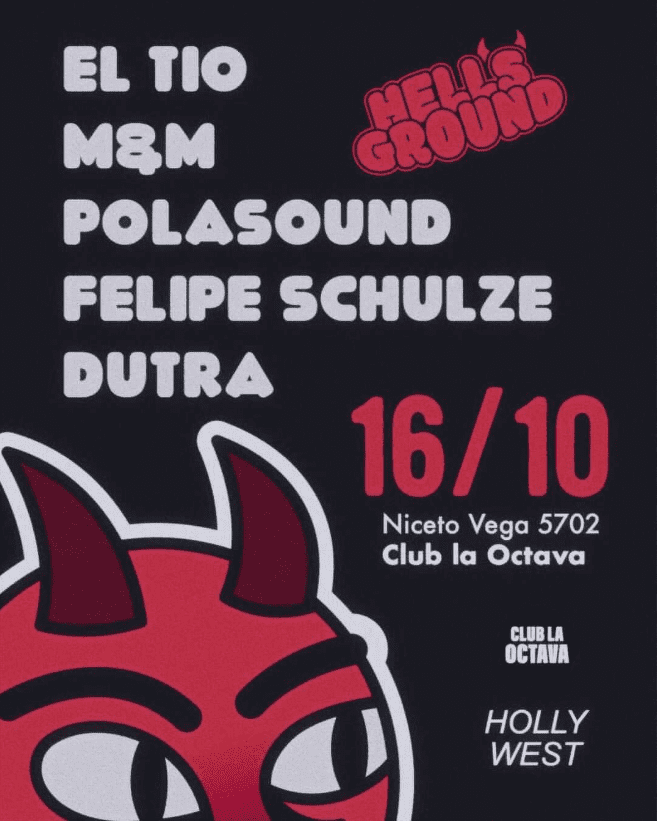 EL TIO
HELL'S
GROUND
M&M
POLASOUND
FELIPE SCHULZE
DUTRA
16/10
Niceto Vega 5702
Club la Octava
CLUB LA
OCTAVA
HOLLY
WEST